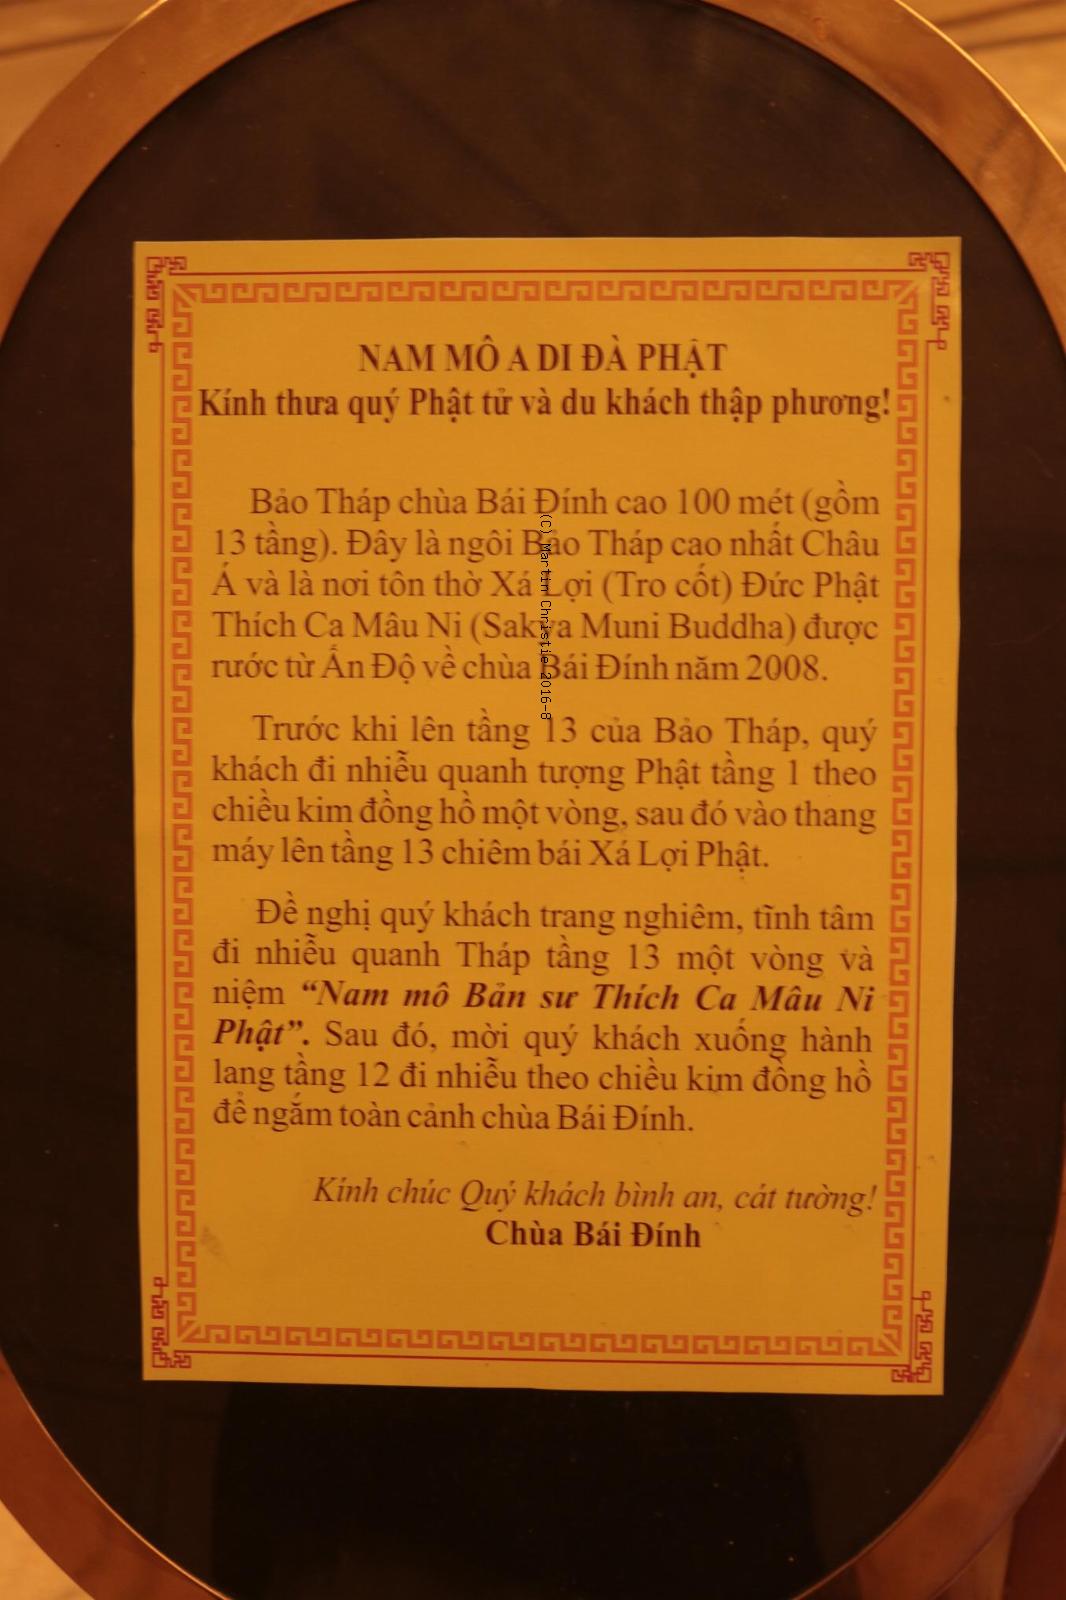 NAM MÔ A DI ĐÀ PHẬT
Kính thưa quý Phật tử và du khách thập phương!
Bảo Tháp chùa Bái Đính cao 100 mét (gồm
13 tầng). Đây là ngôi Bảo Tháp cao nhất Châu
Á và là nơi tôn thờ Xá Lợi (Tro cốt) Đức Phật
Thích Ca Mâu Ni (Sakya Muni Buddha) được
rước từ Ấn Độ về chùa Bái Đính năm 2008.
Trước khi lên tầng 13 của Bảo Tháp, quý
khách đi nhiễu quanh tượng Phật tầng 1 theo
chiều kim đồng hồ một vòng, sau đó vào thang
máy lên tầng 13 chiêm bái Xá Lợi Phật.
Đề nghị quý khách trang nghiêm, tĩnh tâm
đi nhiễu quanh Tháp tầng 13 một vòng và
niệm “Nam mô Bản sư Thích Ca Mâu Ni
Phật”. Sau đó, mời quý khách xuống hành
lang tầng 12 đi nhiễu theo chiều kim đồng hồ
để ngắm toàn cảnh chùa Bái Đính.
Kính chúc Quý khách bình an, cát tường!
Chùa Bái Đính
(C) Martin Christie 2016-8